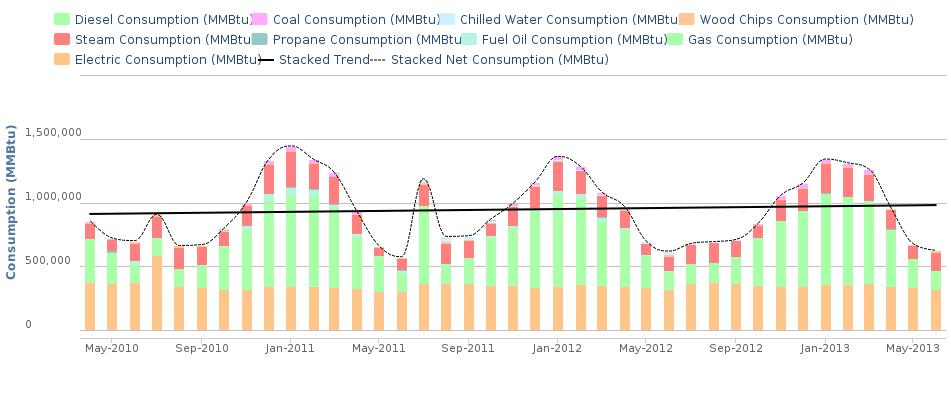 Diesel Consumption (MMBtu) Coal Consumption (MMBtu) Chilled Water Consumption (MMBtu) Wood Chips Consumption (MMBtu)
Steam Consumption (MMBtu) Propane Consumption (MMBtu) Fuel Oil Consumption (MMBtu) Gas Consumption (MMBtu)
Electric Consumption (MMBtu) Stacked Trend Stacked Net Consumption (MMBtu)
Consumption (MMBtu)
1,500,000
1,000,000
500,000
0
May-2010 Sep-2010 Jan-2011 May-2011 Sep-2011 Jan-2012 May-2012 Sep-2012 Jan-2013 May-2013